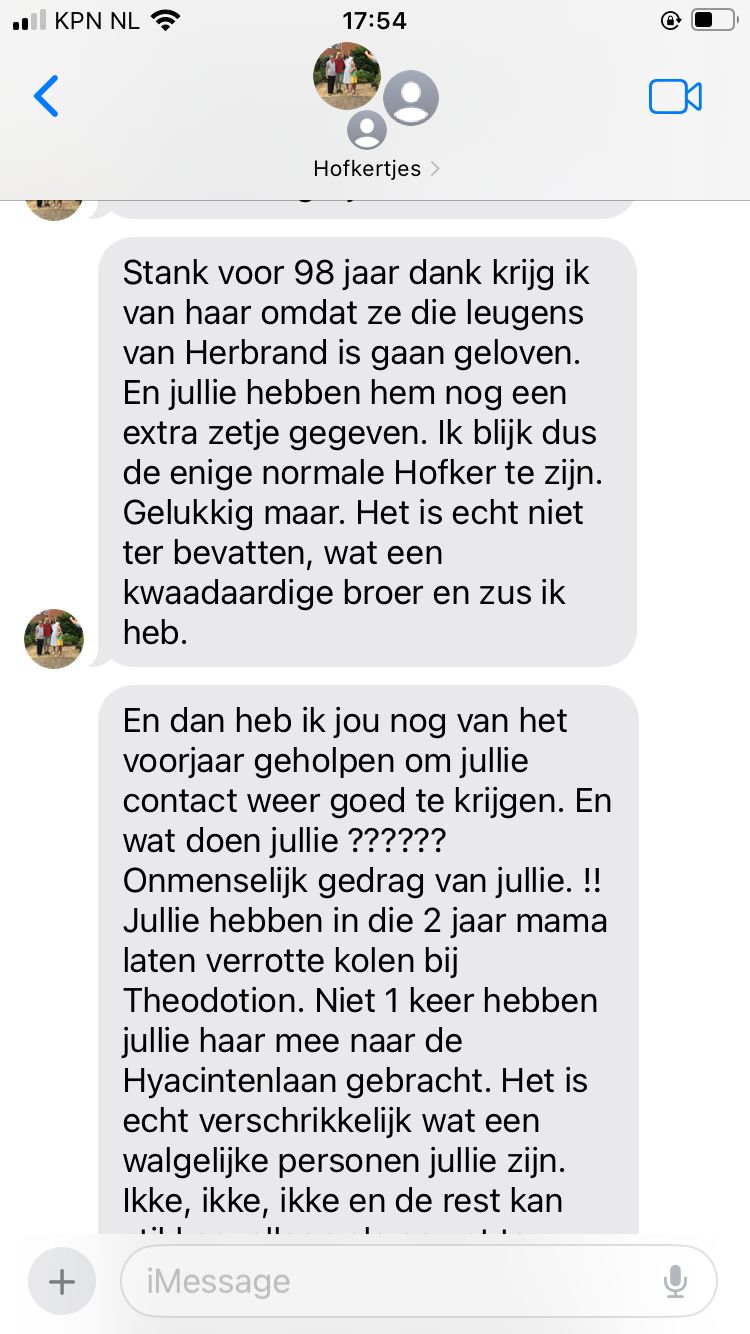 KPN NL
17:54
Hofkertjes
Stank voor 98 jaar dank krijg ik
van haar omdat ze die leugens
van Herbrand is gaan geloven.
En jullie hebben hem nog een
extra zetje gegeven. Ik blijk dus
de enige normale Hofker te zijn.
Gelukkig maar. Het is echt niet
ter bevatten, wat een
kwaadaardige broer en zus ik
heb.
En dan heb ik jou nog van het
voorjaar geholpen om jullie
contact weer goed te krijgen. En
wat doen jullie ??????
Onmenselijk gedrag van jullie. !!
Jullie hebben in die 2 jaar mama
laten verrotte kolen bij
Theodotion. Niet 1 keer hebben
jullie haar mee naar de
Hyacintenlaan gebracht. Het is
echt verschrikkelijk wat een
walgelijke personen jullie zijn.
Ikke, ikke, ikke en de rest kan
iMessage